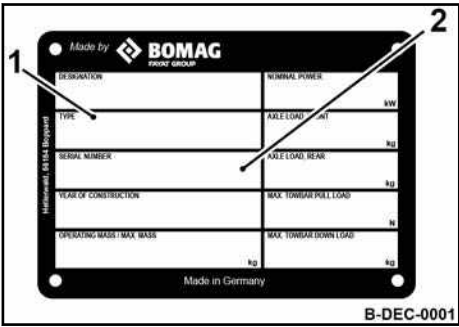 2
1
Made by BOMAG
FAYAT GROUP
DESIGNATION
NOMINAL POWER
kW
TYPE
AXLE LOAD, FRONT
kg
SERIAL NUMBER
AXLE LOAD, REAR
kg
YEAR OF CONSTRUCTION
MAX. TOWBAR PULL LOAD
N
OPERATING MASS / MAX. MASS
kg
MAX. TOWBAR DOWN LOAD
kg
Hellerwald, 56154 Boppard
Made in Germany
B-DEC-0001